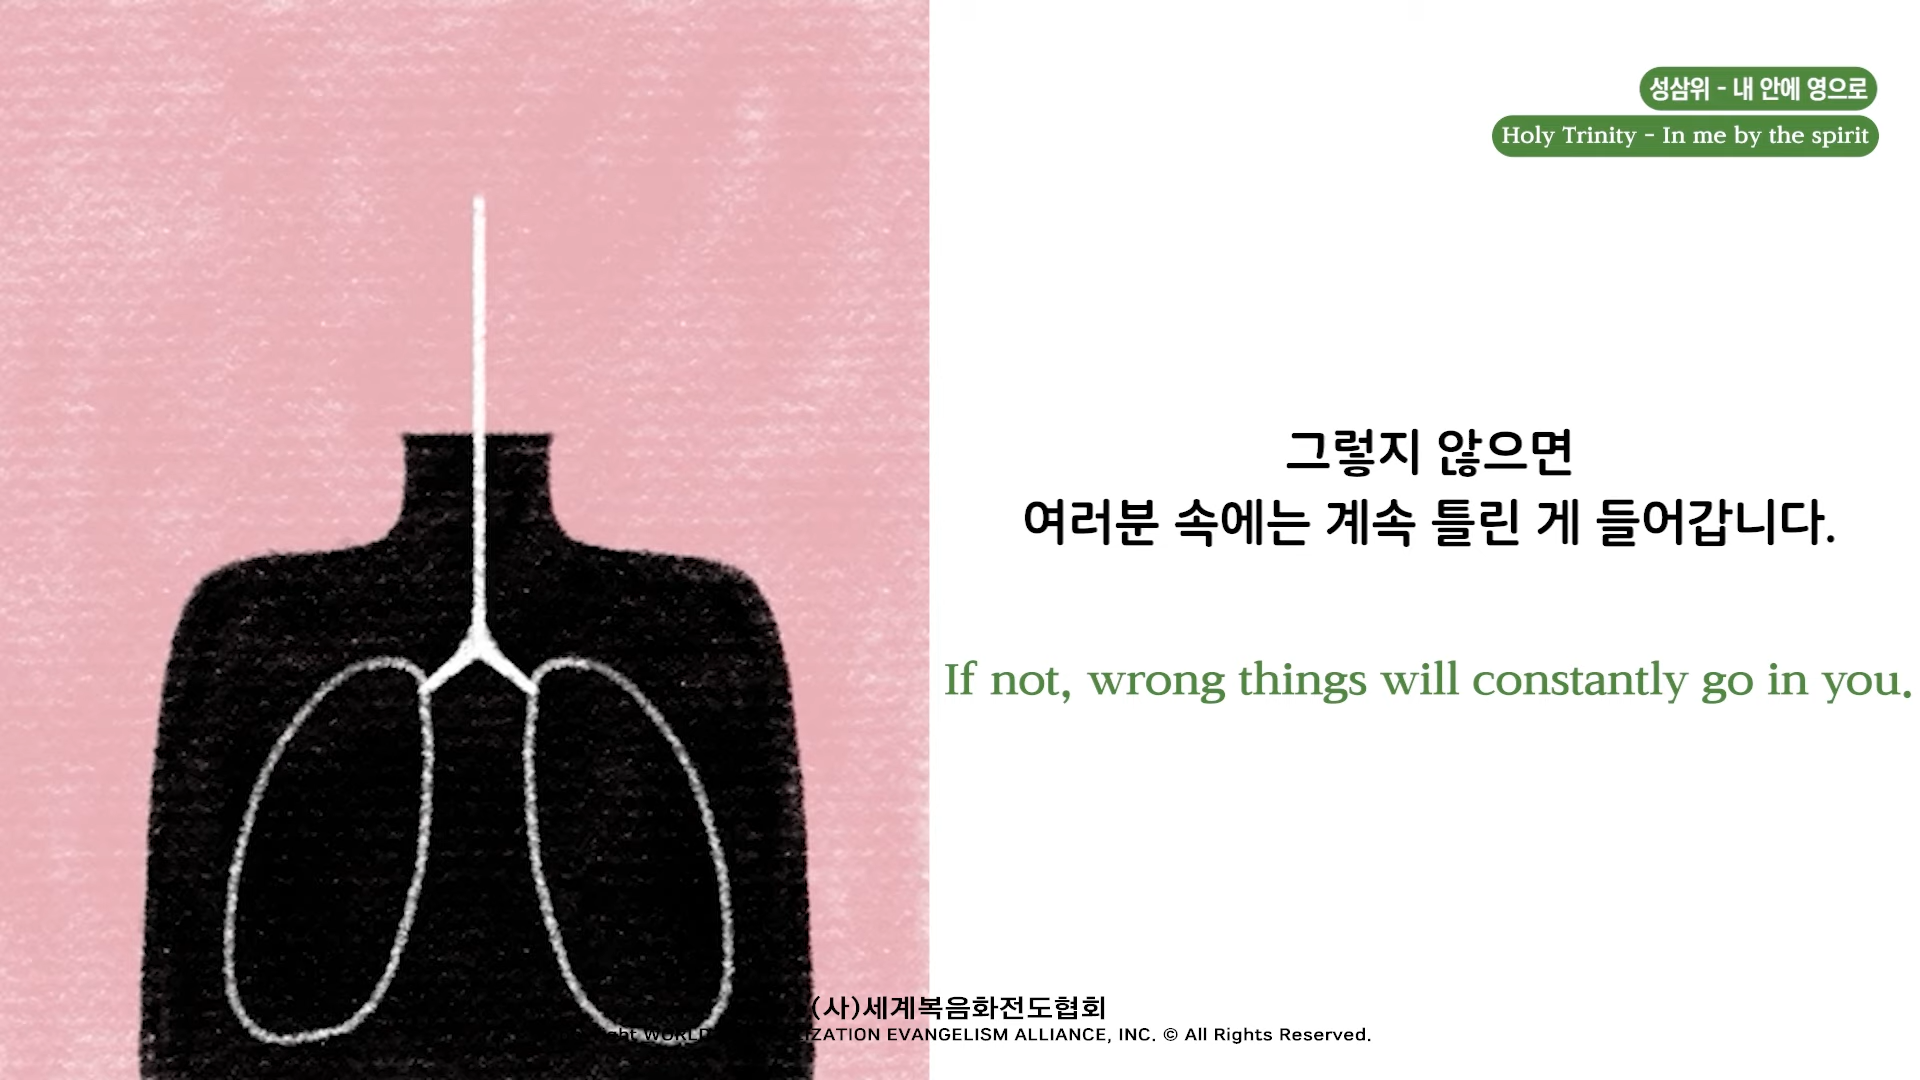 성삼위 - 내 안에 영으로
Holy Trinity - In me by the spirit
그렇지 않으면
여러분 속에는 계속 틀린 게 들어갑니다.
If not, wrong things will constantly go in you.
(사)세계복음화전도협회
EVANGELISM ALLIANCE, INC. © All Rights Reserved.